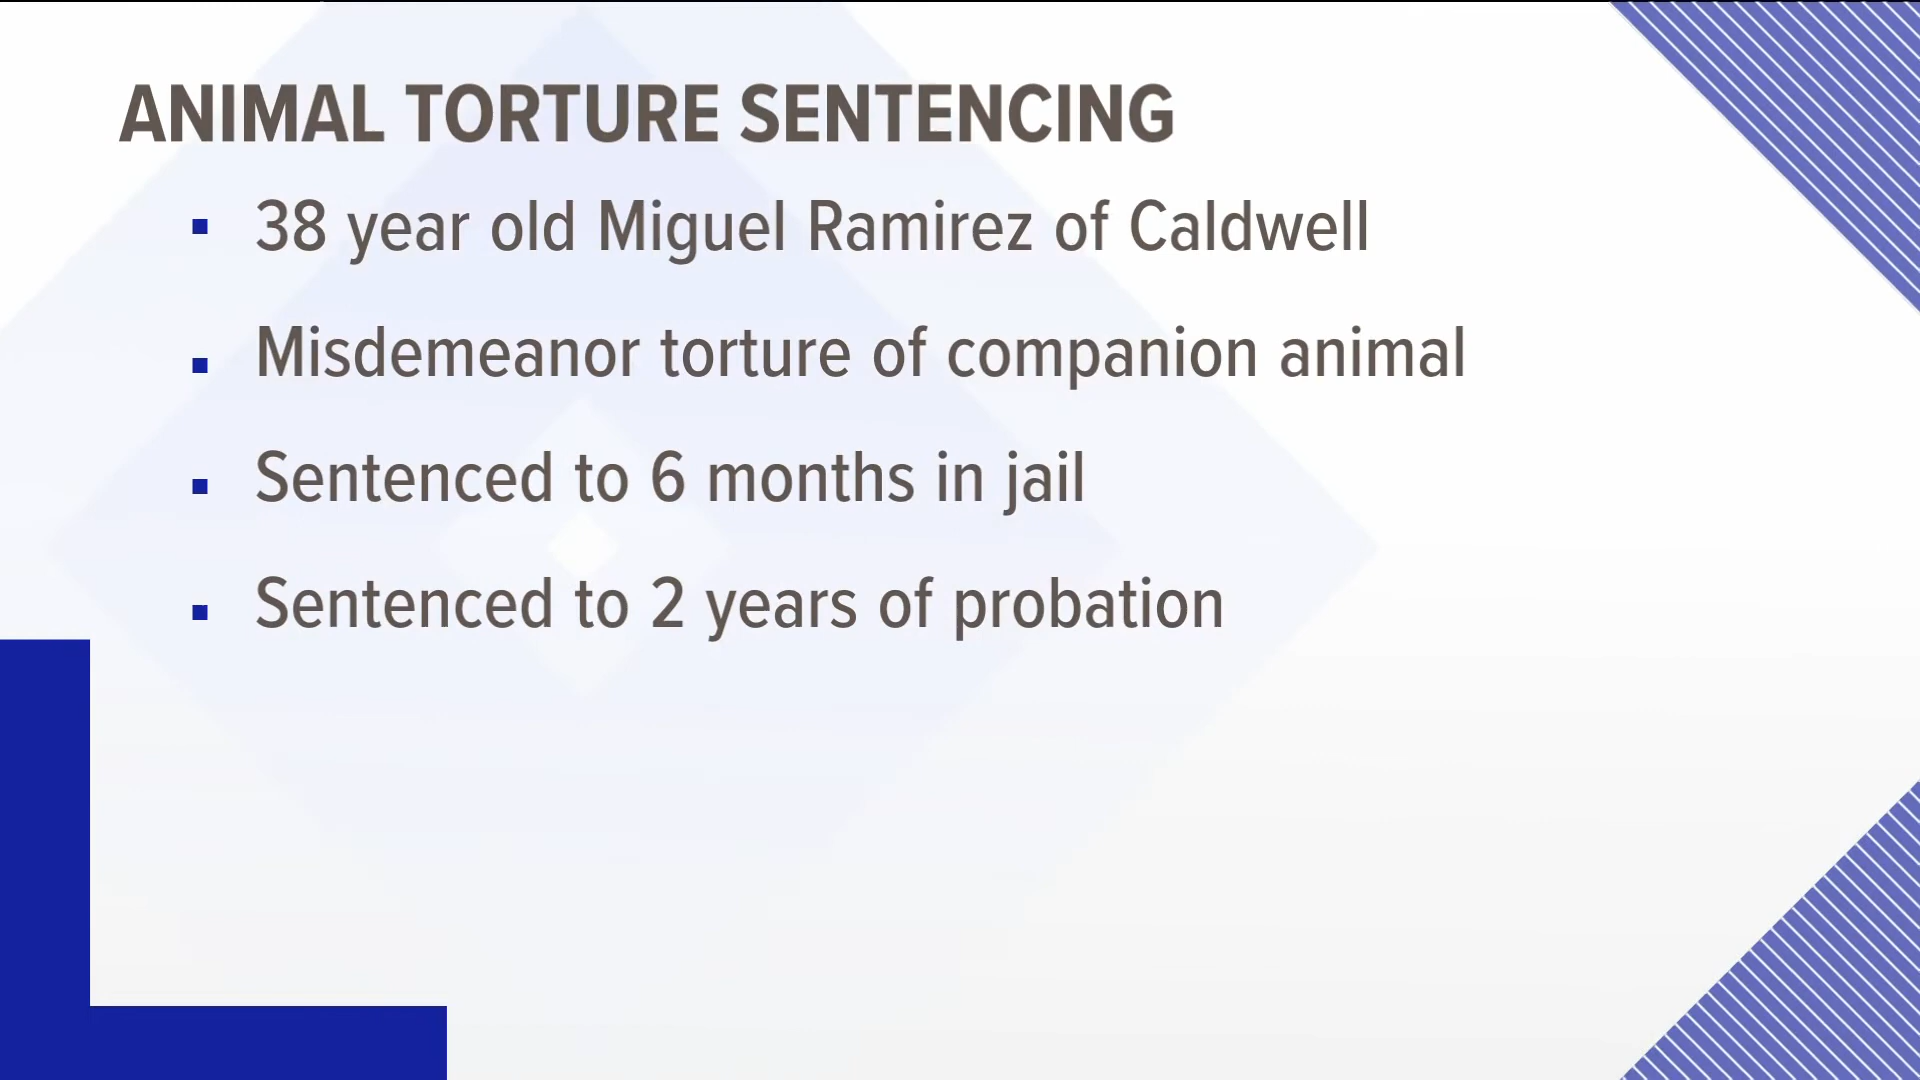 ANIMAL TORTURE SENTENCING
38 year old Miguel Ramirez of Caldwell
Misdemeanor torture of companion animal
Sentenced to 6 months in jail
Sentenced to 2 years of probation